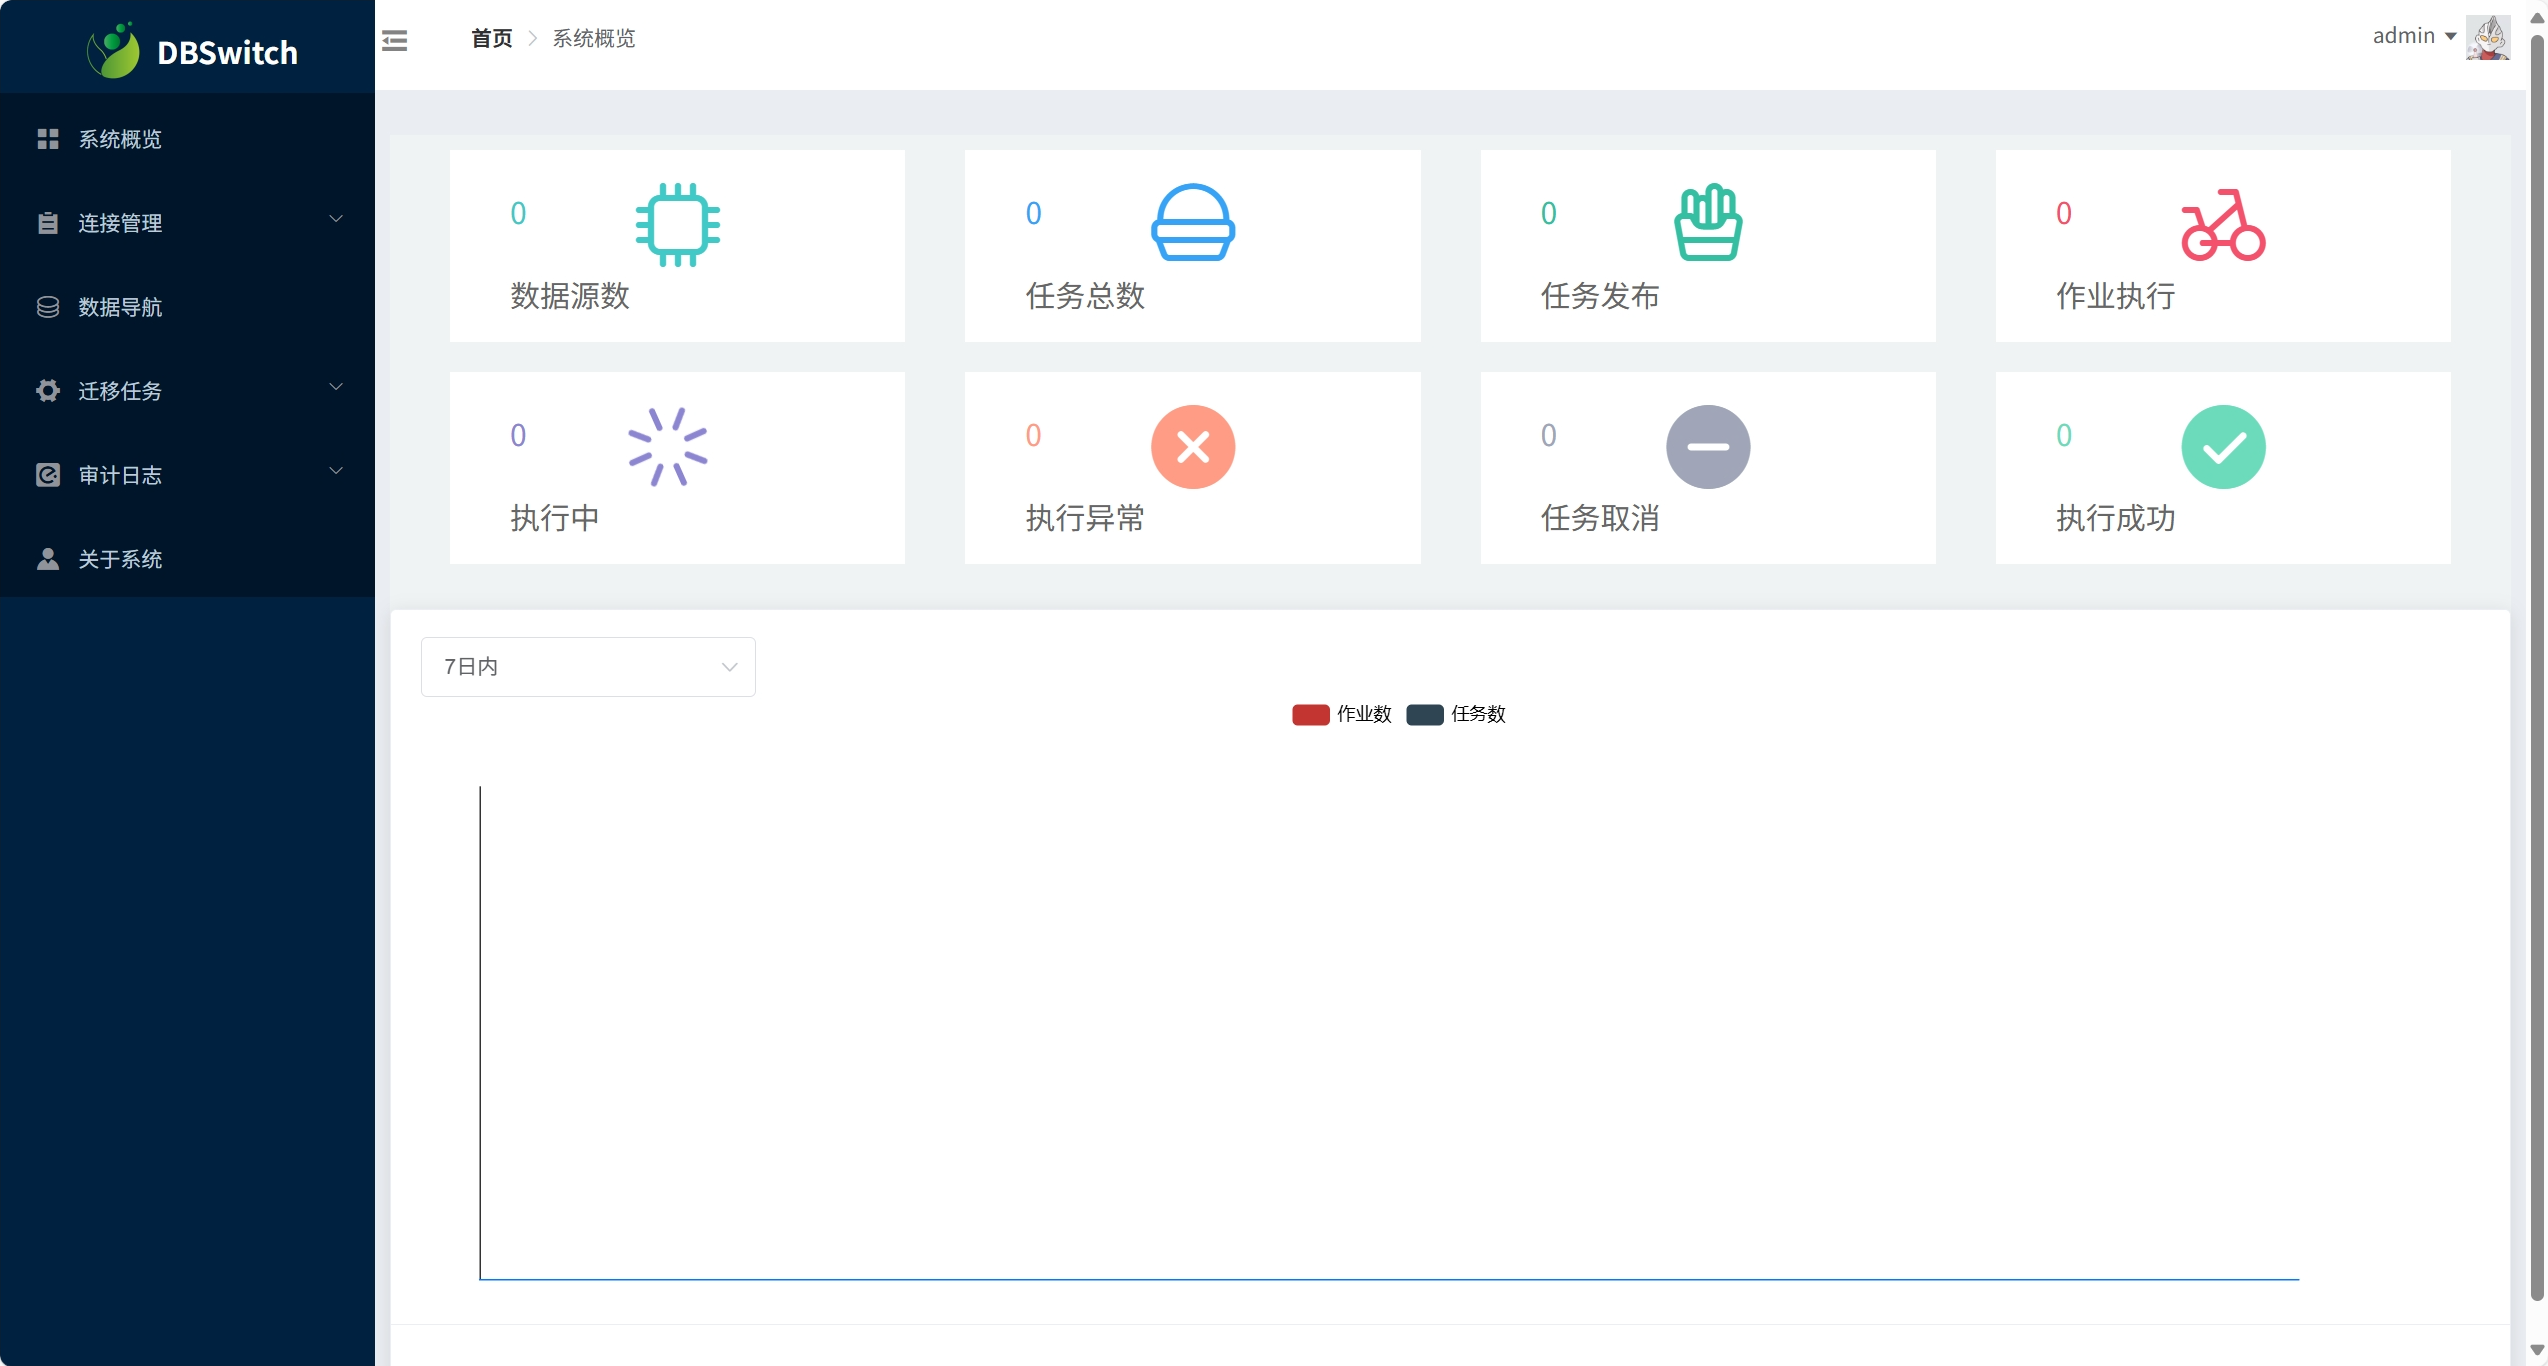 DBSwitch
系统概览
连接管理
数据导航
迁移任务
审计日志
关于系统
首页 系统概览
admin
0
数据源数
0
任务总数
0
任务发布
0
作业执行
0
执行中
0
执行异常
0
任务取消
0
执行成功
7日内
作业数 任务数